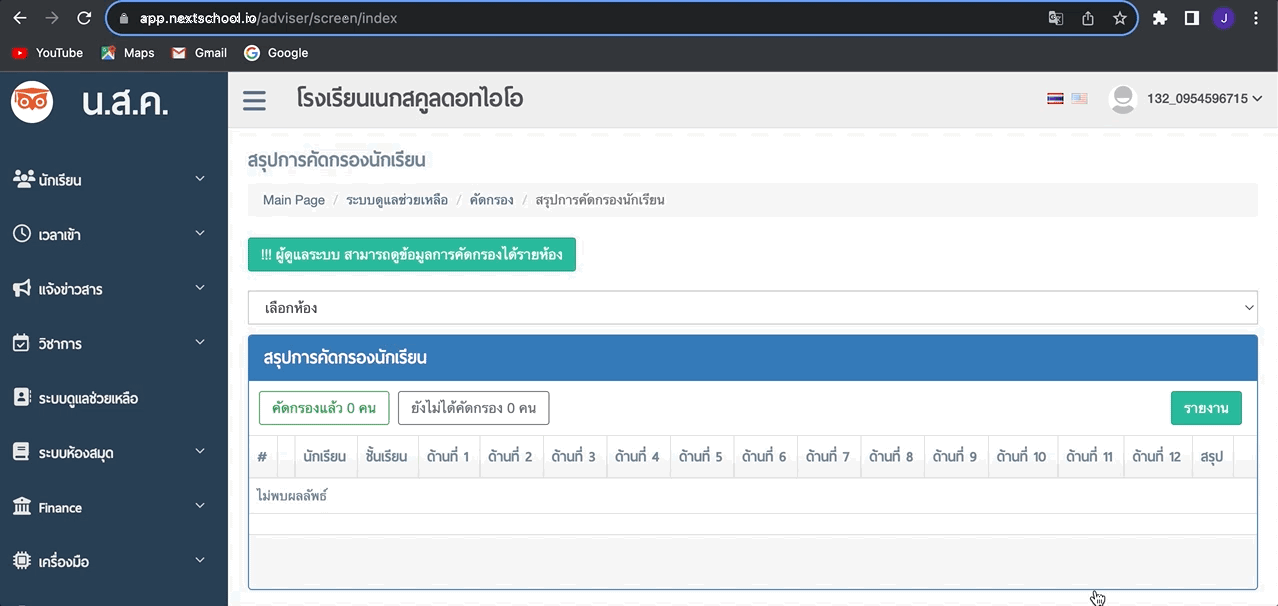 app.nextschool.io/adviser/screen/index
J
YouTube Maps Gmail Google
น.ส.ค.
โรงเรียนเนกสคูลดอทไอโอ
132_0954596715
สรุปการคัดกรองนักเรียน
Main Page / ระบบดูแลช่วยเหลือ / คัดกรอง / สรุปการคัดกรองนักเรียน
!!! ผู้ดูแลระบบ สามารถดูข้อมูลการคัดกรองได้รายห้อง
เลือกห้อง
สรุปการคัดกรองนักเรียน
คัดกรองแล้ว 0 คน ยังไม่ได้คัดกรอง 0 คน รายงาน
# นักเรียน ชั้นเรียน ด้านที่ 1 ด้านที่ 2 ด้านที่ 3 ด้านที่ 4 ด้านที่ 5 ด้านที่ 6 ด้านที่ 7 ด้านที่ 8 ด้านที่ 9 ด้านที่ 10 ด้านที่ 11 ด้านที่ 12 สรุป
ไม่พบผลลัพธ์
นักเรียน
เวลาเข้า
แจ้งข่าวสาร
วิชาการ
ระบบดูแลช่วยเหลือ
ระบบห้องสมุด
Finance
เครื่องมือ